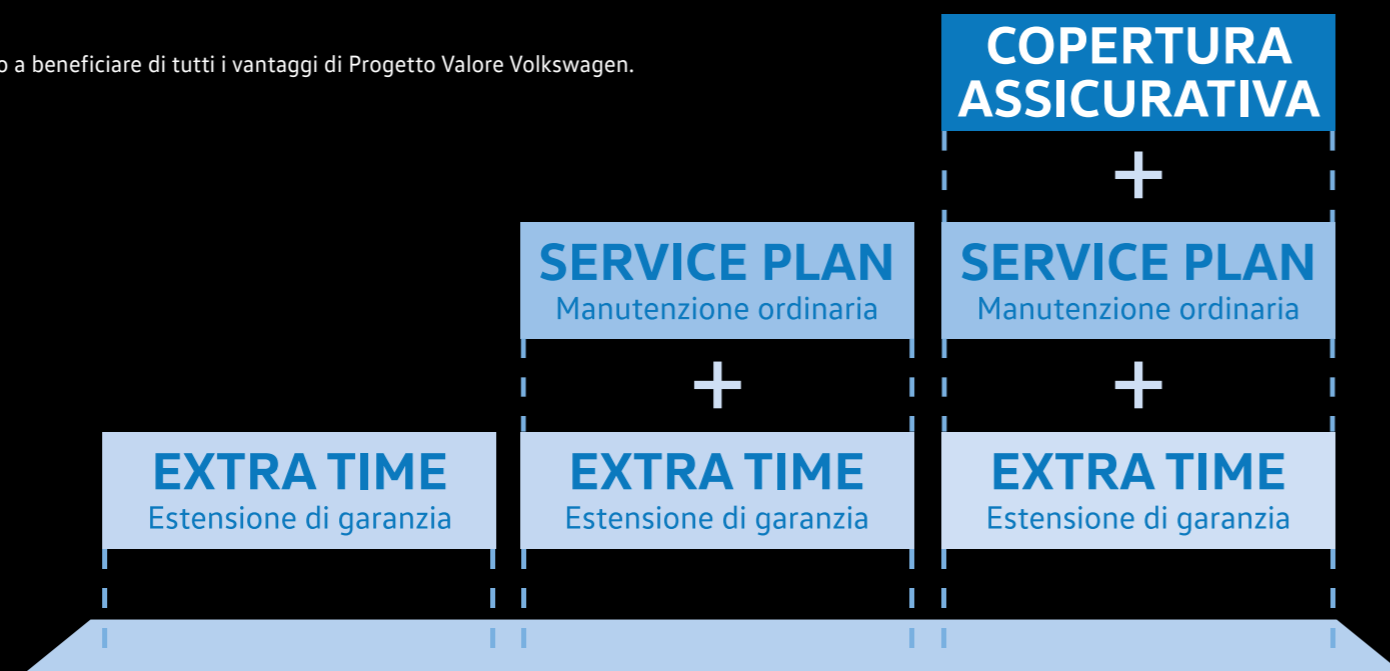 o a beneficiare di tutti i vantaggi di Progetto Valore Volkswagen.
COPERTURA
ASSICURATIVA
+
SERVICE PLAN
Manutenzione ordinaria
SERVICE PLAN
Manutenzione ordinaria
+
+
EXTRA TIME
Estensione di garanzia
EXTRA TIME
Estensione di garanzia
EXTRA TIME
Estensione di garanzia